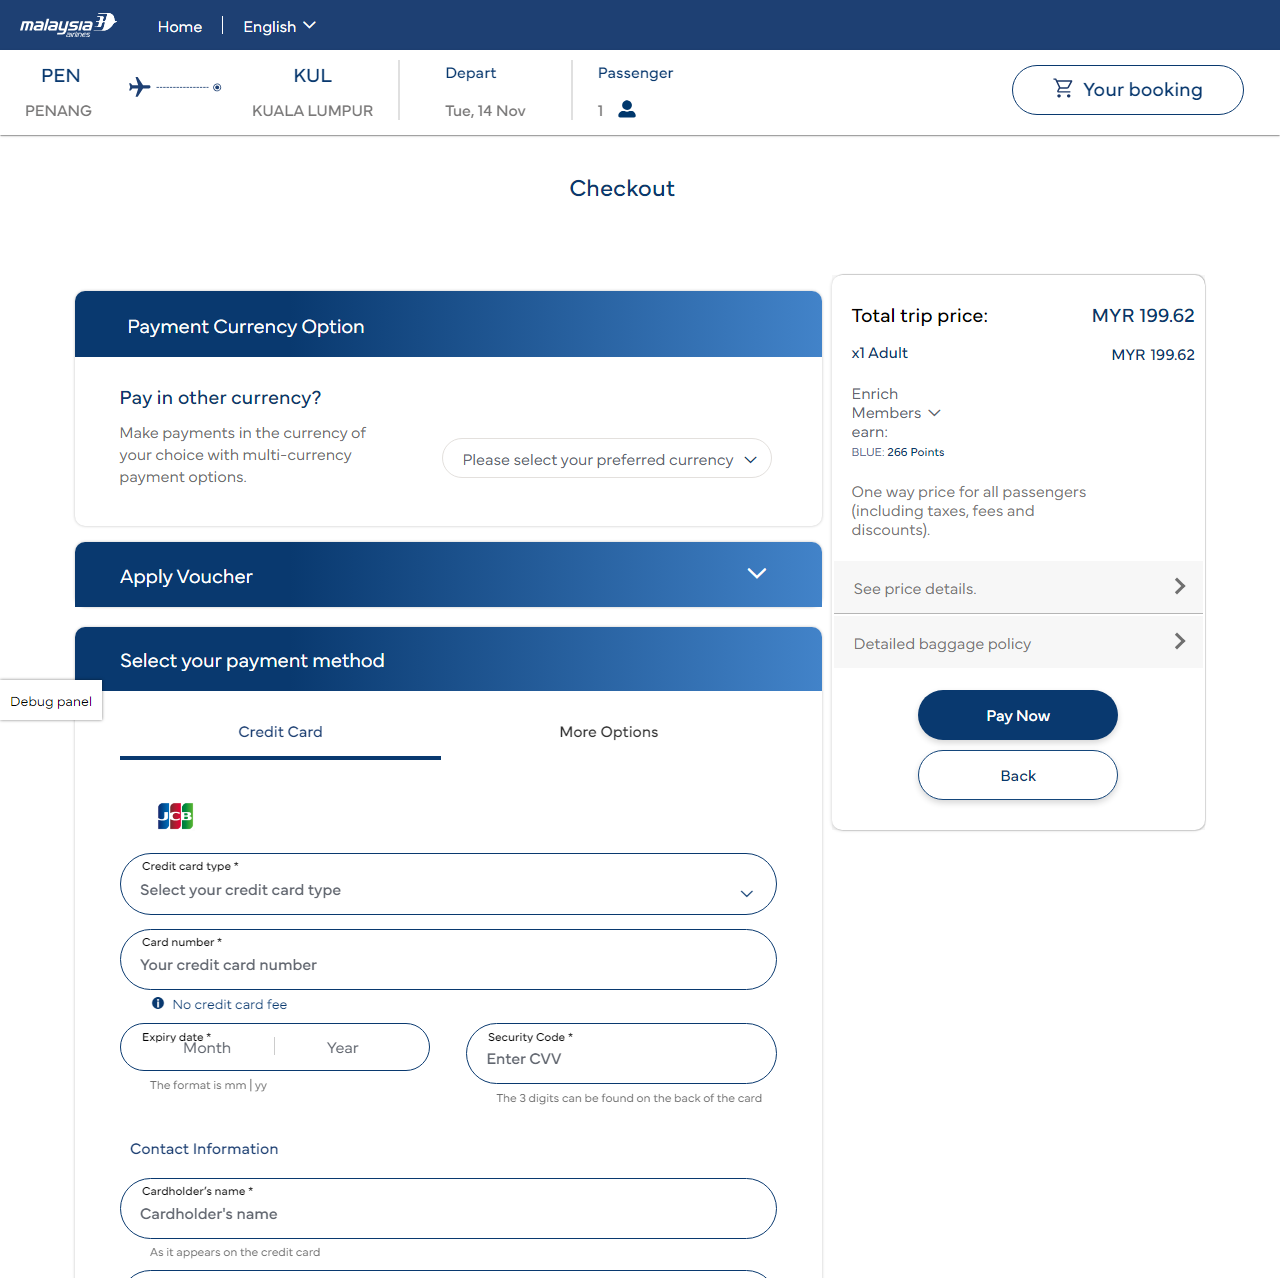 malaysia
airlines
Home
English
PEN
PENANG
KUL
KUALA LUMPUR
Depart
Tue, 14 Nov
Passenger
1
Your booking
Checkout
Payment Currency Option
Pay in other currency?
Make payments in the currency of
your choice with multi-currency
payment options.
Please select your preferred currency
Apply Voucher
Select your payment method
Debug panel
Credit Card
More Options
JCB
Credit card type *
Select your credit card type
Card number *
Your credit card number
No credit card fee
Expiry date *
Month
Year
The format is mm | yy
Security Code *
Enter CVV
The 3 digits can be found on the back of the card
Contact Information
Cardholder's name *
Cardholder's name
As it appears on the credit card
Total trip price:
MYR 199.62
x1 Adult
MYR 199.62
Enrich
Members
earn:
BLUE: 266 Points
One way price for all passengers
(including taxes, fees and
discounts).
See price details.
Detailed baggage policy
Pay Now
Back